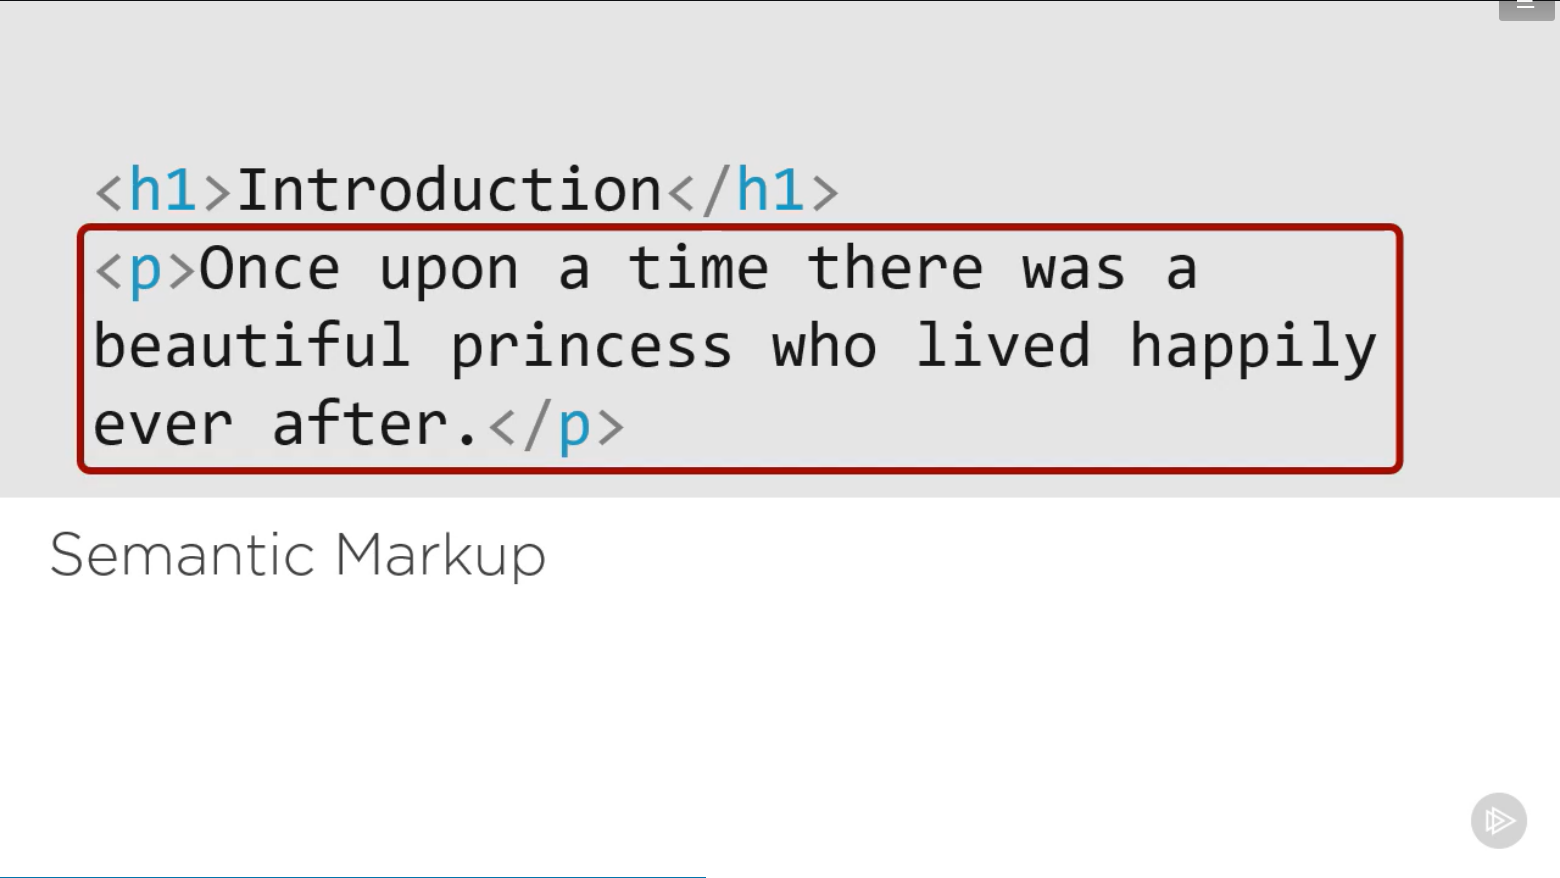 <h1>Introduction</h1>
<p>Once upon a time there was a
beautiful princess who lived happily
ever after.</p>
Semantic Markup